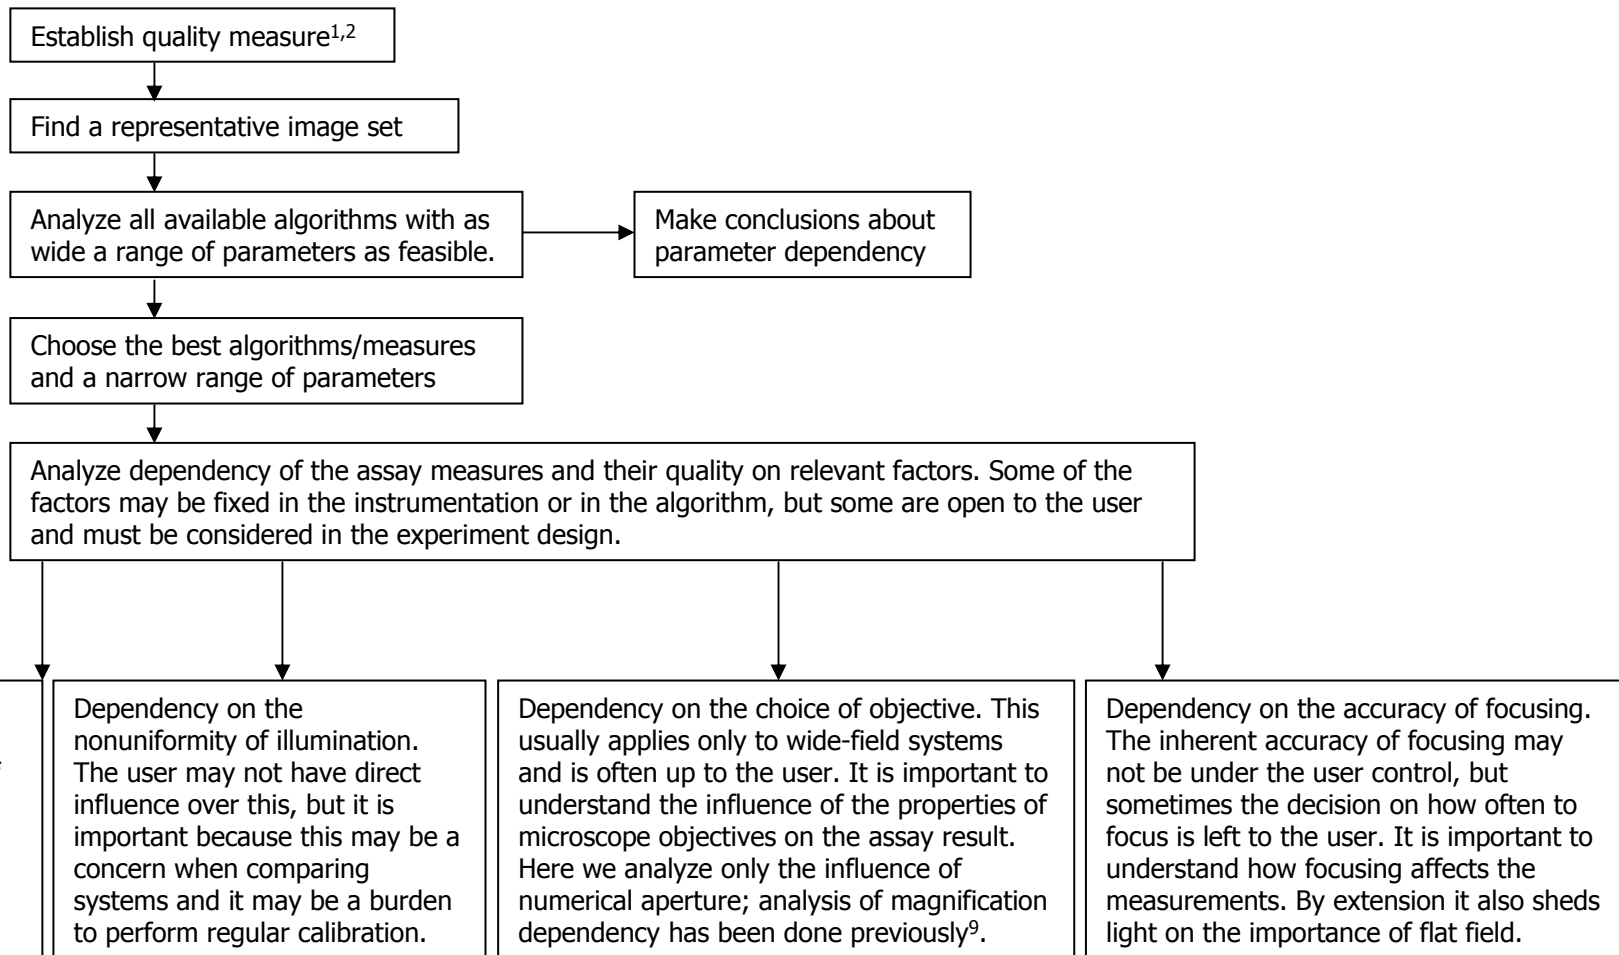 Establish quality measure1,2
Find a representative image set
Analyze all available algorithms with as
wide a range of parameters as feasible.
Make conclusions about
parameter dependency
Choose the best algorithms/measures
and a narrow range of parameters
Analyze dependency of the assay measures and their quality on relevant factors. Some of the
factors may be fixed in the instrumentation or in the algorithm, but some are open to the user
and must be considered in the experiment design.
Dependency on the
nonuniformity of illumination.
The user may not have direct
influence over this, but it is
important because this may be a
concern when comparing
systems and it may be a burden
to perform regular calibration.
Dependency on the choice of objective. This
usually applies only to wide-field systems
and is often up to the user. It is important to
understand the influence of the properties of
microscope objectives on the assay result.
Here we analyze only the influence of
numerical aperture; analysis of magnification
dependency has been done previously9.
Dependency on the accuracy of focusing.
The inherent accuracy of focusing may
not be under the user control, but
sometimes the decision on how often to
focus is left to the user. It is important to
understand how focusing affects the
measurements. By extension it also sheds
light on the importance of flat field.